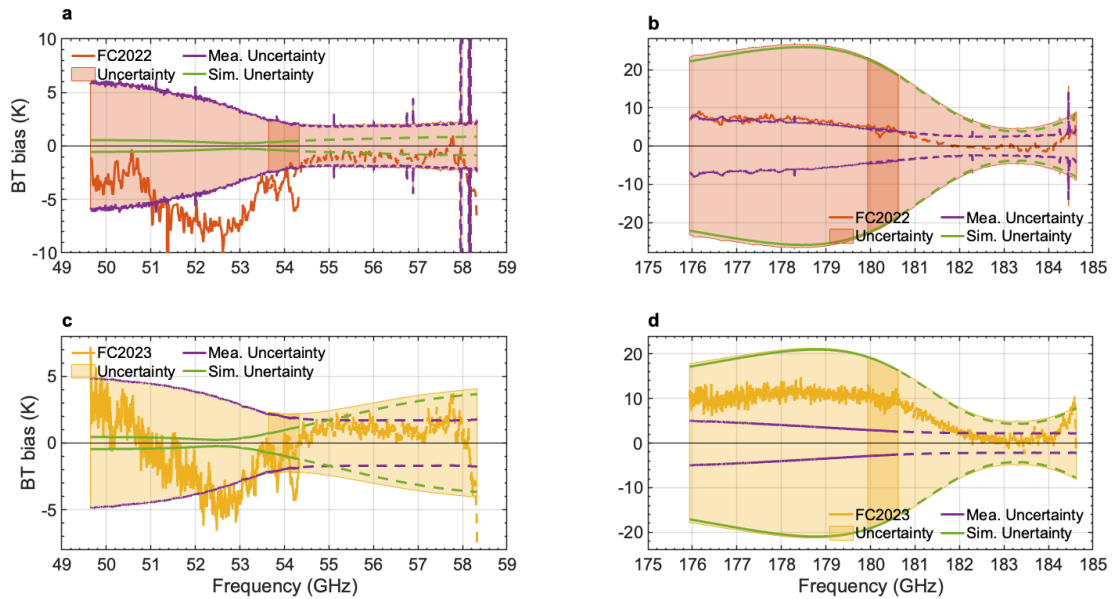 a
FC2022 Mea. Uncertainty
Uncertainty Sim. Unertainty
BT bias (K)
10
5
0
-5
-10
49 50 51 52 53 54 55 56 57 58 59
b
20
10
0
-10
-20
FC2022 Mea. Uncertainty
Uncertainty Sim. Unertainty
175 176 177 178 179 180 181 182 183 184 185
c
FC2023 Mea. Uncertainty
Uncertainty Sim. Uncertainty
BT bias (K)
5
0
-5
49 50 51 52 53 54 55 56 57 58 59
Frequency (GHz)
d
20
10
0
-10
-20
FC2023 Mea. Uncertainty
Uncertainty Sim. Uncertainty
175 176 177 178 179 180 181 182 183 184 185
Frequency (GHz)